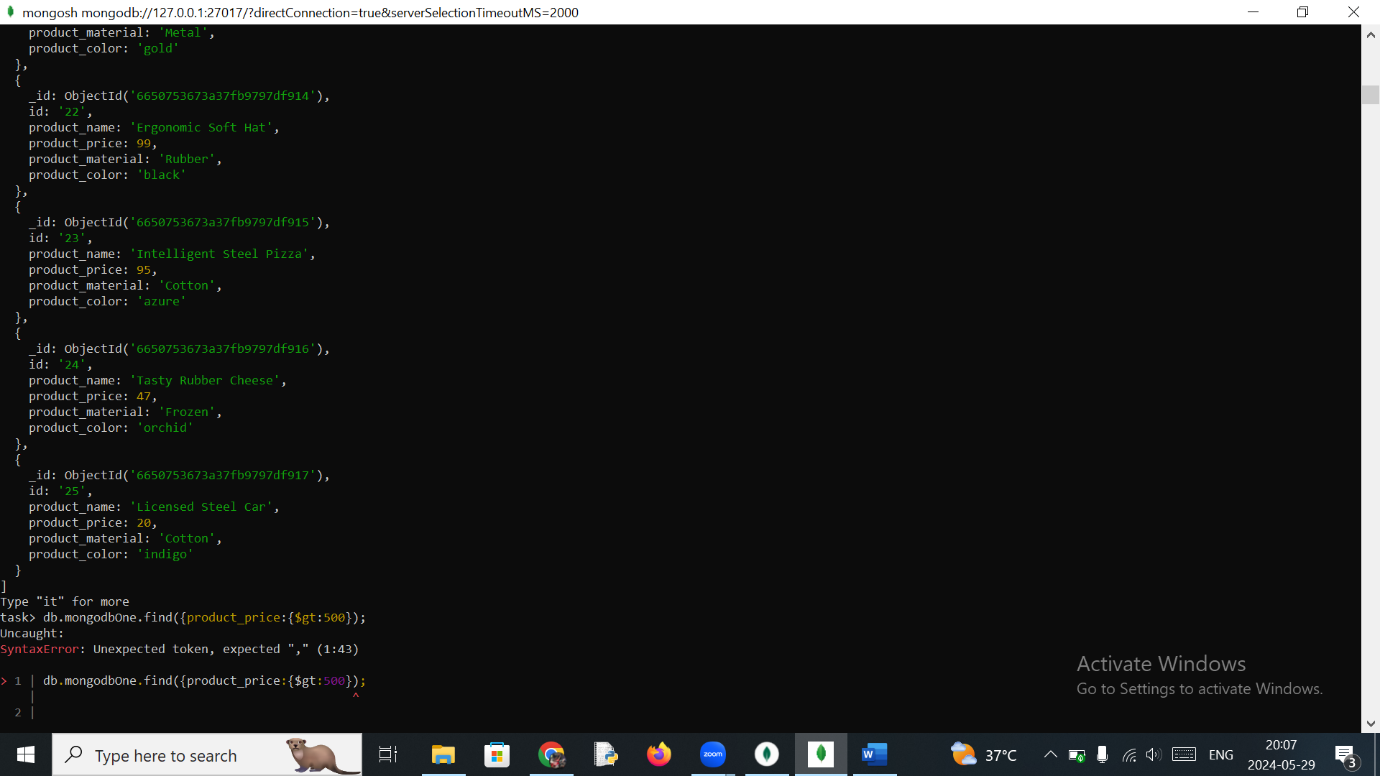 mongosh mongodb://127.0.0.1:27017/?directConnection=true&serverSelectionTimeoutMS=2000
product_material: 'Metal',
product_color: 'gold'
},
{
_id: ObjectId('6650753673a37fb9797df914'),
id: '22',
product_name: 'Ergonomic Soft Hat',
product_price: 99,
product_material: 'Rubber',
product_color: 'black'
},
{
_id: ObjectId('6650753673a37fb9797df915'),
id: '23',
product_name: 'Intelligent Steel Pizza',
product_price: 95,
product_material: 'Cotton',
product_color: 'azure'
},
{
_id: ObjectId('6650753673a37fb9797df916'),
id: '24',
product_name: 'Tasty Rubber Cheese',
product_price: 47,
product_material: 'Frozen',
product_color: 'orchid'
},
{
_id: ObjectId('6650753673a37fb9797df917'),
id: '25',
product_name: 'Licensed Steel Car',
product_price: 20,
product_material: 'Cotton',
product_color: 'indigo'
}
]
Type "it" for more
task> db.mongodbOne.find({product_price:{$gt:500});
Uncaught:
SyntaxError: Unexpected token, expected "," (1:43)
> 1 | db.mongodbOne.find({product_price:{$gt:500});
| ^
2 |
Activate Windows
Go to Settings to activate Windows.
Type here to search
zoom
W
37°C
ENG
20:07
2024-05-29
3